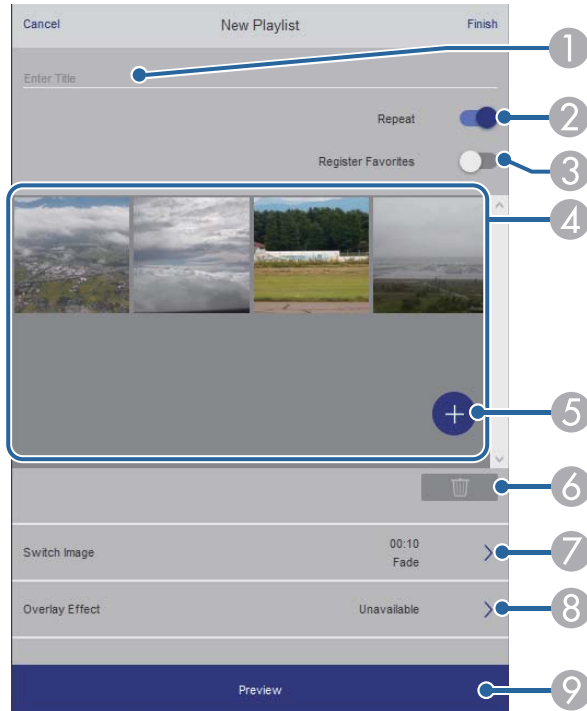 Cancel New Playlist Finish
1
Enter Title
Repeat
2
Register Favorites
3
4
5
6
Switch Image
00:10
Fade
7
Overlay Effect Unavailable
8
Preview
9